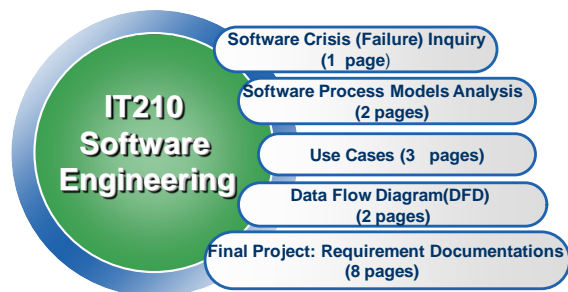 IT210
Software
Engineering
Software Crisis (Failure) Inquiry
(1 page)
Software Process Models Analysis
(2 pages)
Use Cases (3 pages)
Data Flow Diagram(DFD)
(2 pages)
Final Project: Requirement Documentations
(8 pages)